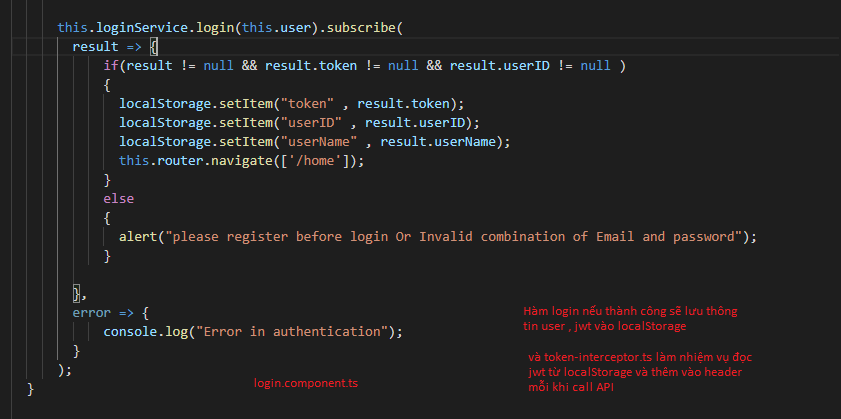 this.loginService.login(this.user).subscribe(
result => {
if(result != null && result.token != null && result.userID != null )
{
localStorage.setItem("token" , result.token);
localStorage.setItem("userID" , result.userID);
localStorage.setItem("userName" , result.userName);
this.router.navigate(['/home']);
}
else
{
alert("please register before login Or Invalid combination of Email and password");
}
},
error => {
console.log("Error in authentication");
}
);
}
Hàm login nếu thành công sẽ lưu thông
tin user , jwt vào localStorage
và token-interceptor.ts làm nhiệm vụ đọc
jwt từ localStorage và thêm vào header
mỗi khi call API
login.component.ts